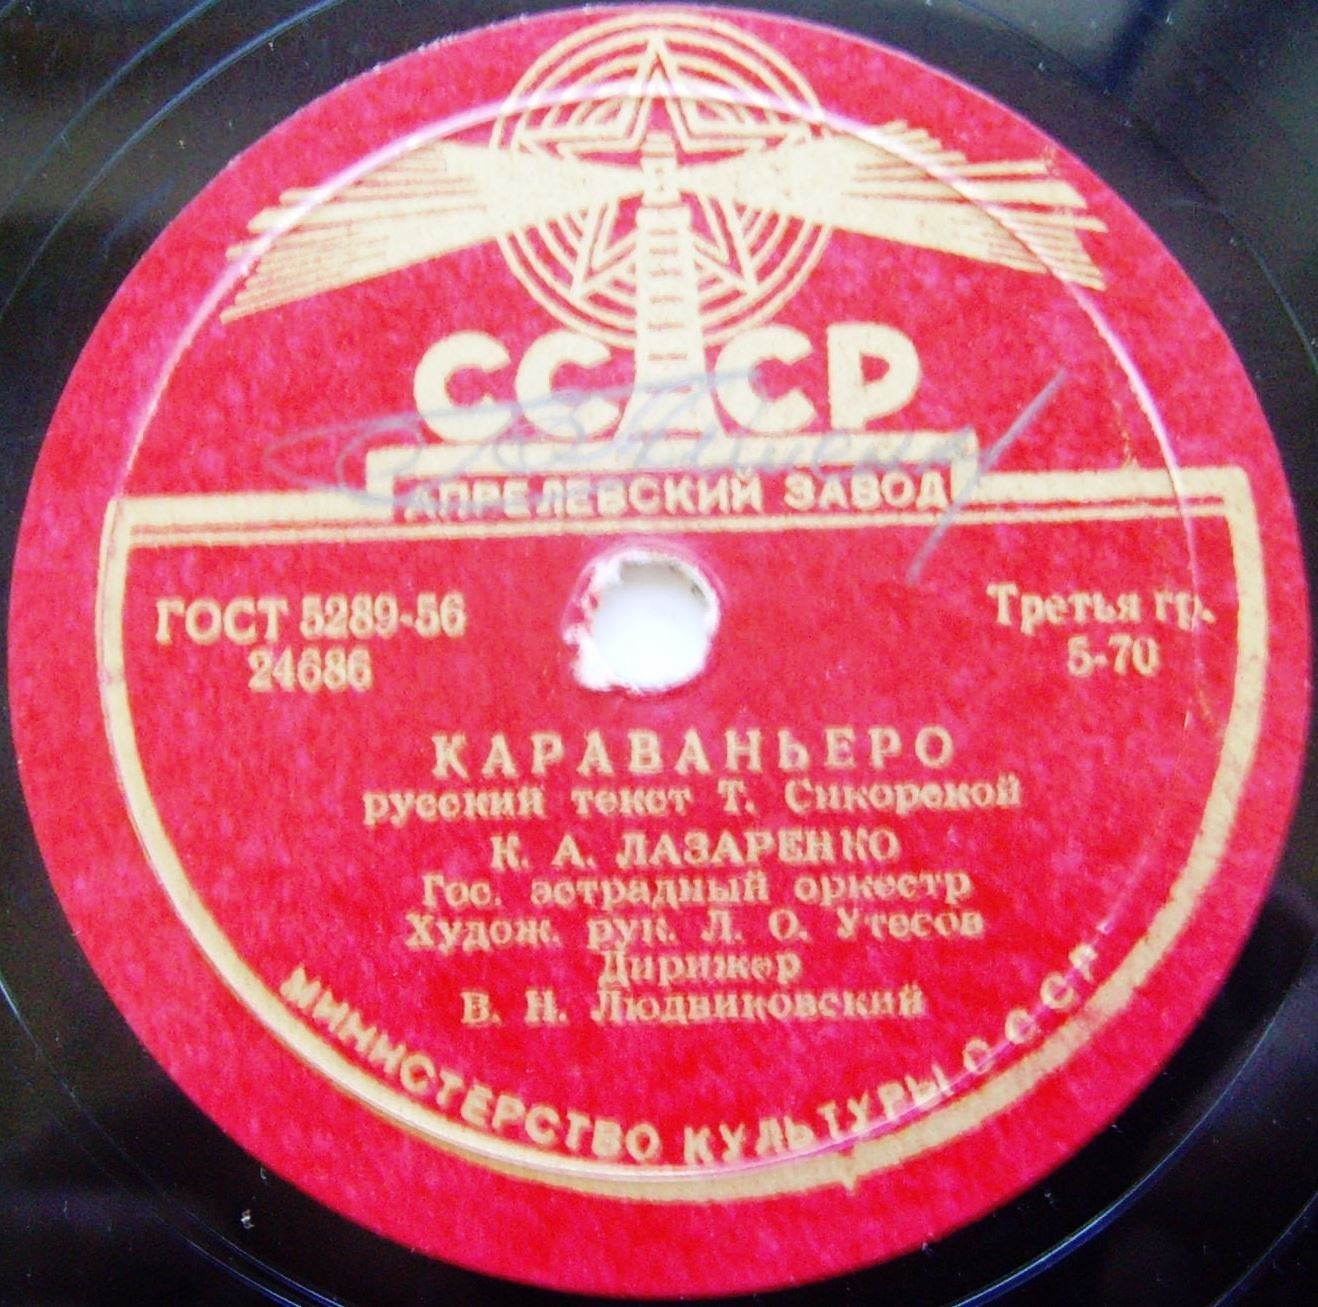 СССР
АПРЕЛЕВСКИЙ ЗАВОД
ГОСТ 5289-56
24686
Третья гр.
5-70
КАРАВАНЬЕРО
русский текст Т. Сикорской
К. А. ЛАЗАРЕНКО
Гос. эстрадный оркестр
Худож. рук. Л. О. Утесов
Дирижер
В. Н. Людвиковский
МИНИСТЕРСТВО КУЛЬТУРЫ СССР